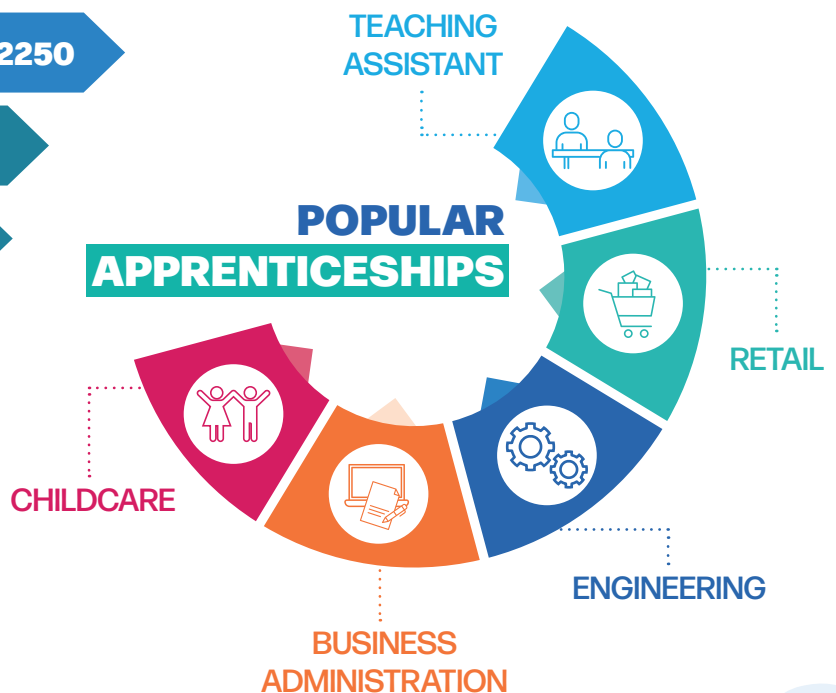 2250
TEACHING
ASSISTANT
POPULAR
APPRENTICESHIPS
RETAIL
CHILDCARE
ENGINEERING
BUSINESS
ADMINISTRATION